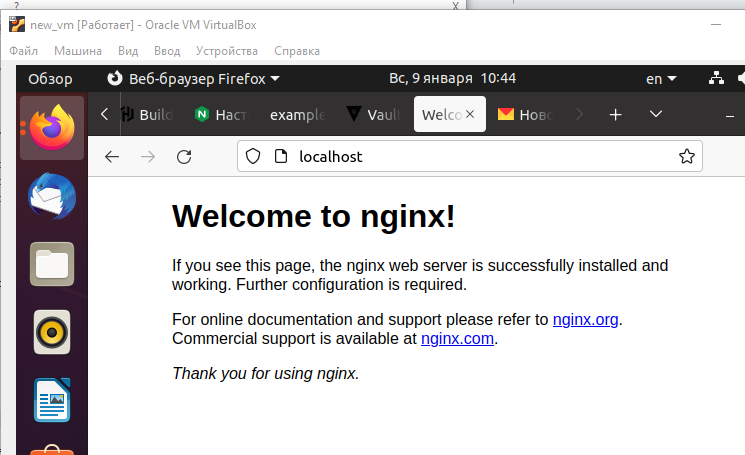 ? X
new_vm [Работает] - Oracle VM VirtualBox
Файл Машина Вид Ввод Устройства Справка
Обзор Веб-браузер Firefox Вс, 9 января 10:44 en
Build Наст example Vault Welco × Ново
localhost
Welcome to nginx!
If you see this page, the nginx web server is successfully installed and
working. Further configuration is required.
For online documentation and support please refer to nginx.org.
Commercial support is available at nginx.com.
Thank you for using nginx.